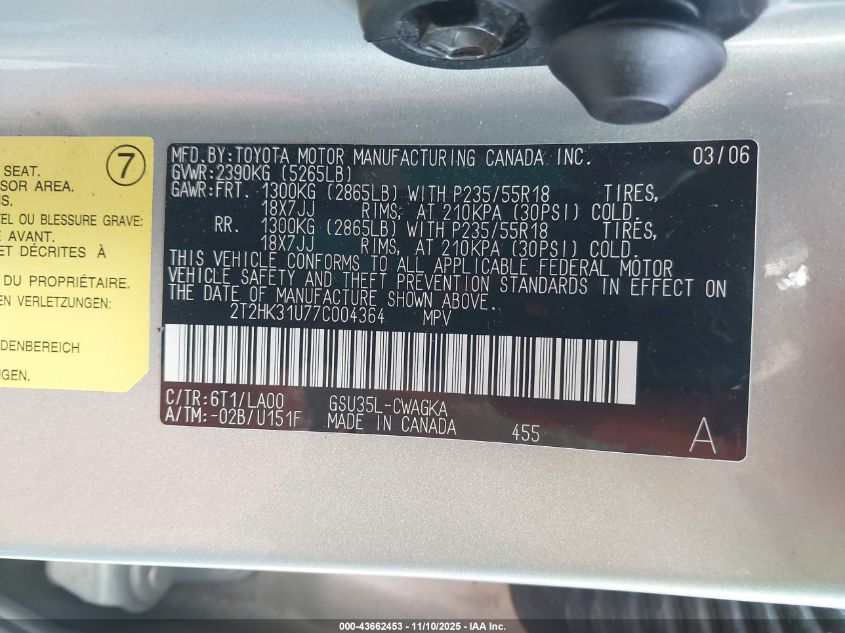 SEAT.
SOR AREA.
NS.
TEL OU BLESSURE GRAVE:
E AVANT.
ET DÉCRITES À
DU PROPRIÉTAIRE.
EN VERLETZUNGEN:
DENBEREICH
NGEN.
7
MFD.BY:TOYOTA MOTOR MANUFACTURING CANADA INC. 03/06
GVWR:2390KG (5265LB)
GAWR:FRT. 1300KG (2865LB) WITH P235/55R18 TIRES,
18X7JJ RIMS, AT 210KPA (30PSI) COLD.
RR. 1300KG (2865LB) WITH P235/55R18 TIRES,
18X7JJ RIMS, AT 210KPA (30PSI) COLD.
THIS VEHICLE CONFORMS TO ALL APPLICABLE FEDERAL MOTOR
VEHICLE SAFETY AND THEFT PREVENTION STANDARDS IN EFFECT ON
THE DATE OF MANUFACTURE SHOWN ABOVE.
2T2HK31U77C004364 MPV
C/TR:6T1/LA00 GSU35L-CWAGKA
A/TM:-02B/U151F MADE IN CANADA 455 A
000-43662453 - 11/10/2025 - IAA Inc.